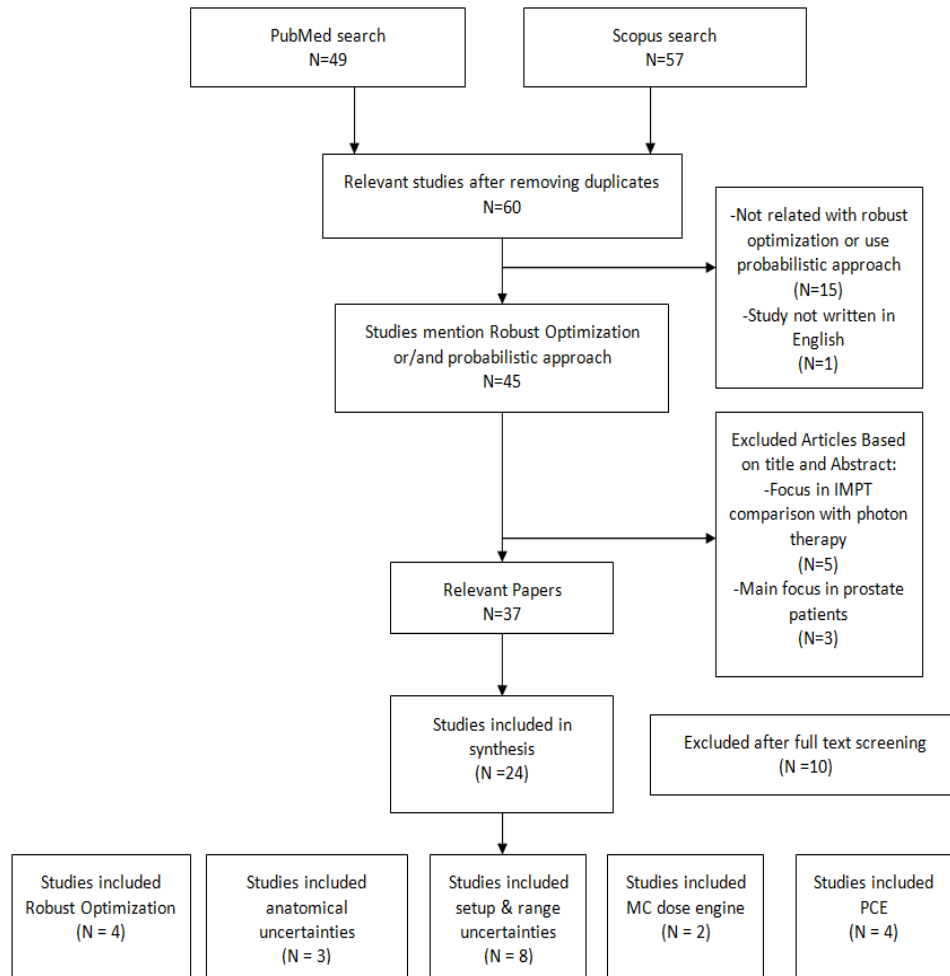 PubMed search
N=49
Scopus search
N=57
Relevant studies after removing duplicates
N=60
-Not related with robust
optimization or use
probabilistic approach
(N=15)
-Study not written in
English
(N=1)
Studies mention Robust Optimization
or/and probabilistic approach
N=45
Excluded Articles Based
on title and Abstract:
-Focus in IMPT
comparison with photon
therapy
(N=5)
-Main focus in prostate
patients
(N=3)
Relevant Papers
N=37
Studies included in
synthesis
(N =24)
Excluded after full text screening
(N =10)
Studies included
Robust Optimization
(N = 4)
Studies included
anatomical
uncertainties
(N = 3)
Studies included
setup & range
uncertainties
(N = 8)
Studies included
MC dose engine
(N = 2)
Studies included
PCE
(N = 4)